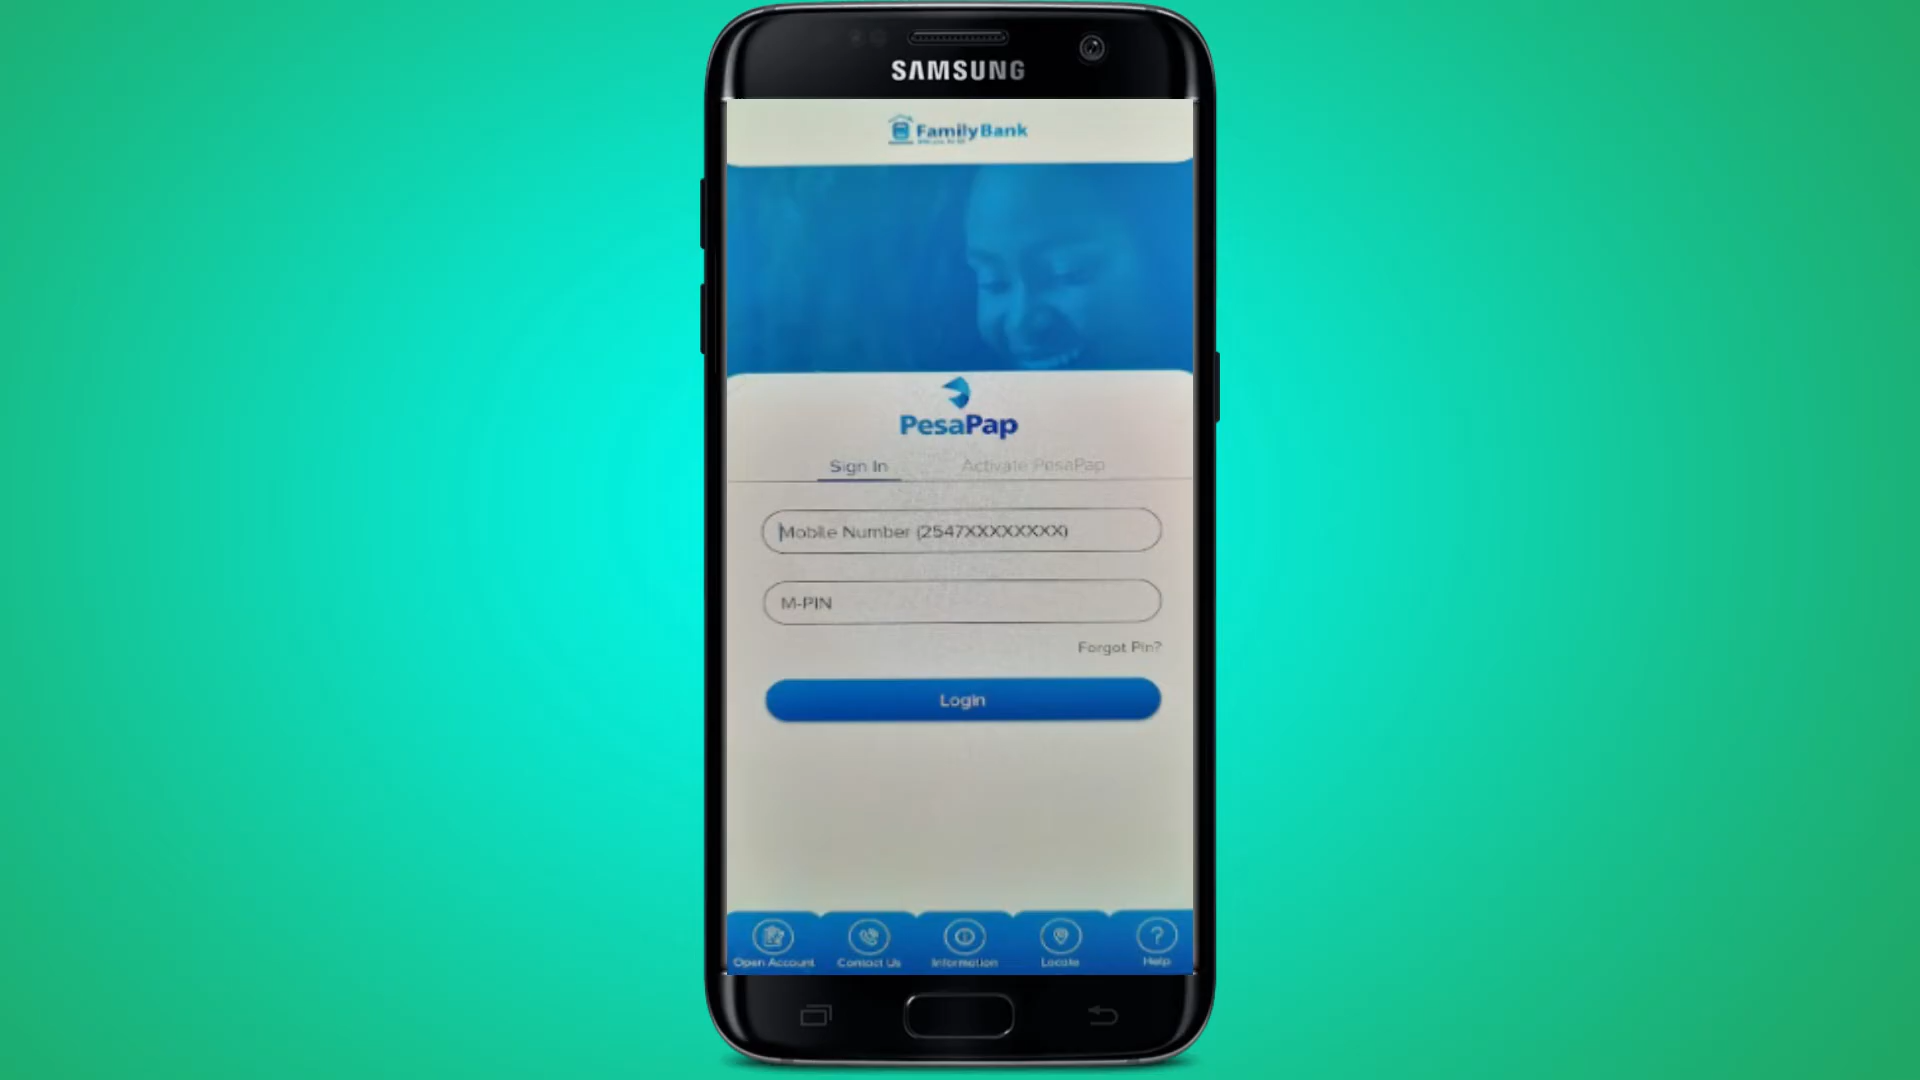 SAMSUNG
FamilyBank
PesaPap
Sign In
Activate PesaPap
Mobile Number (2547XXXXXXXX)
M-PIN
Forgot Pin?
Login
Open Account
Contact Us
Information
Locate
Help